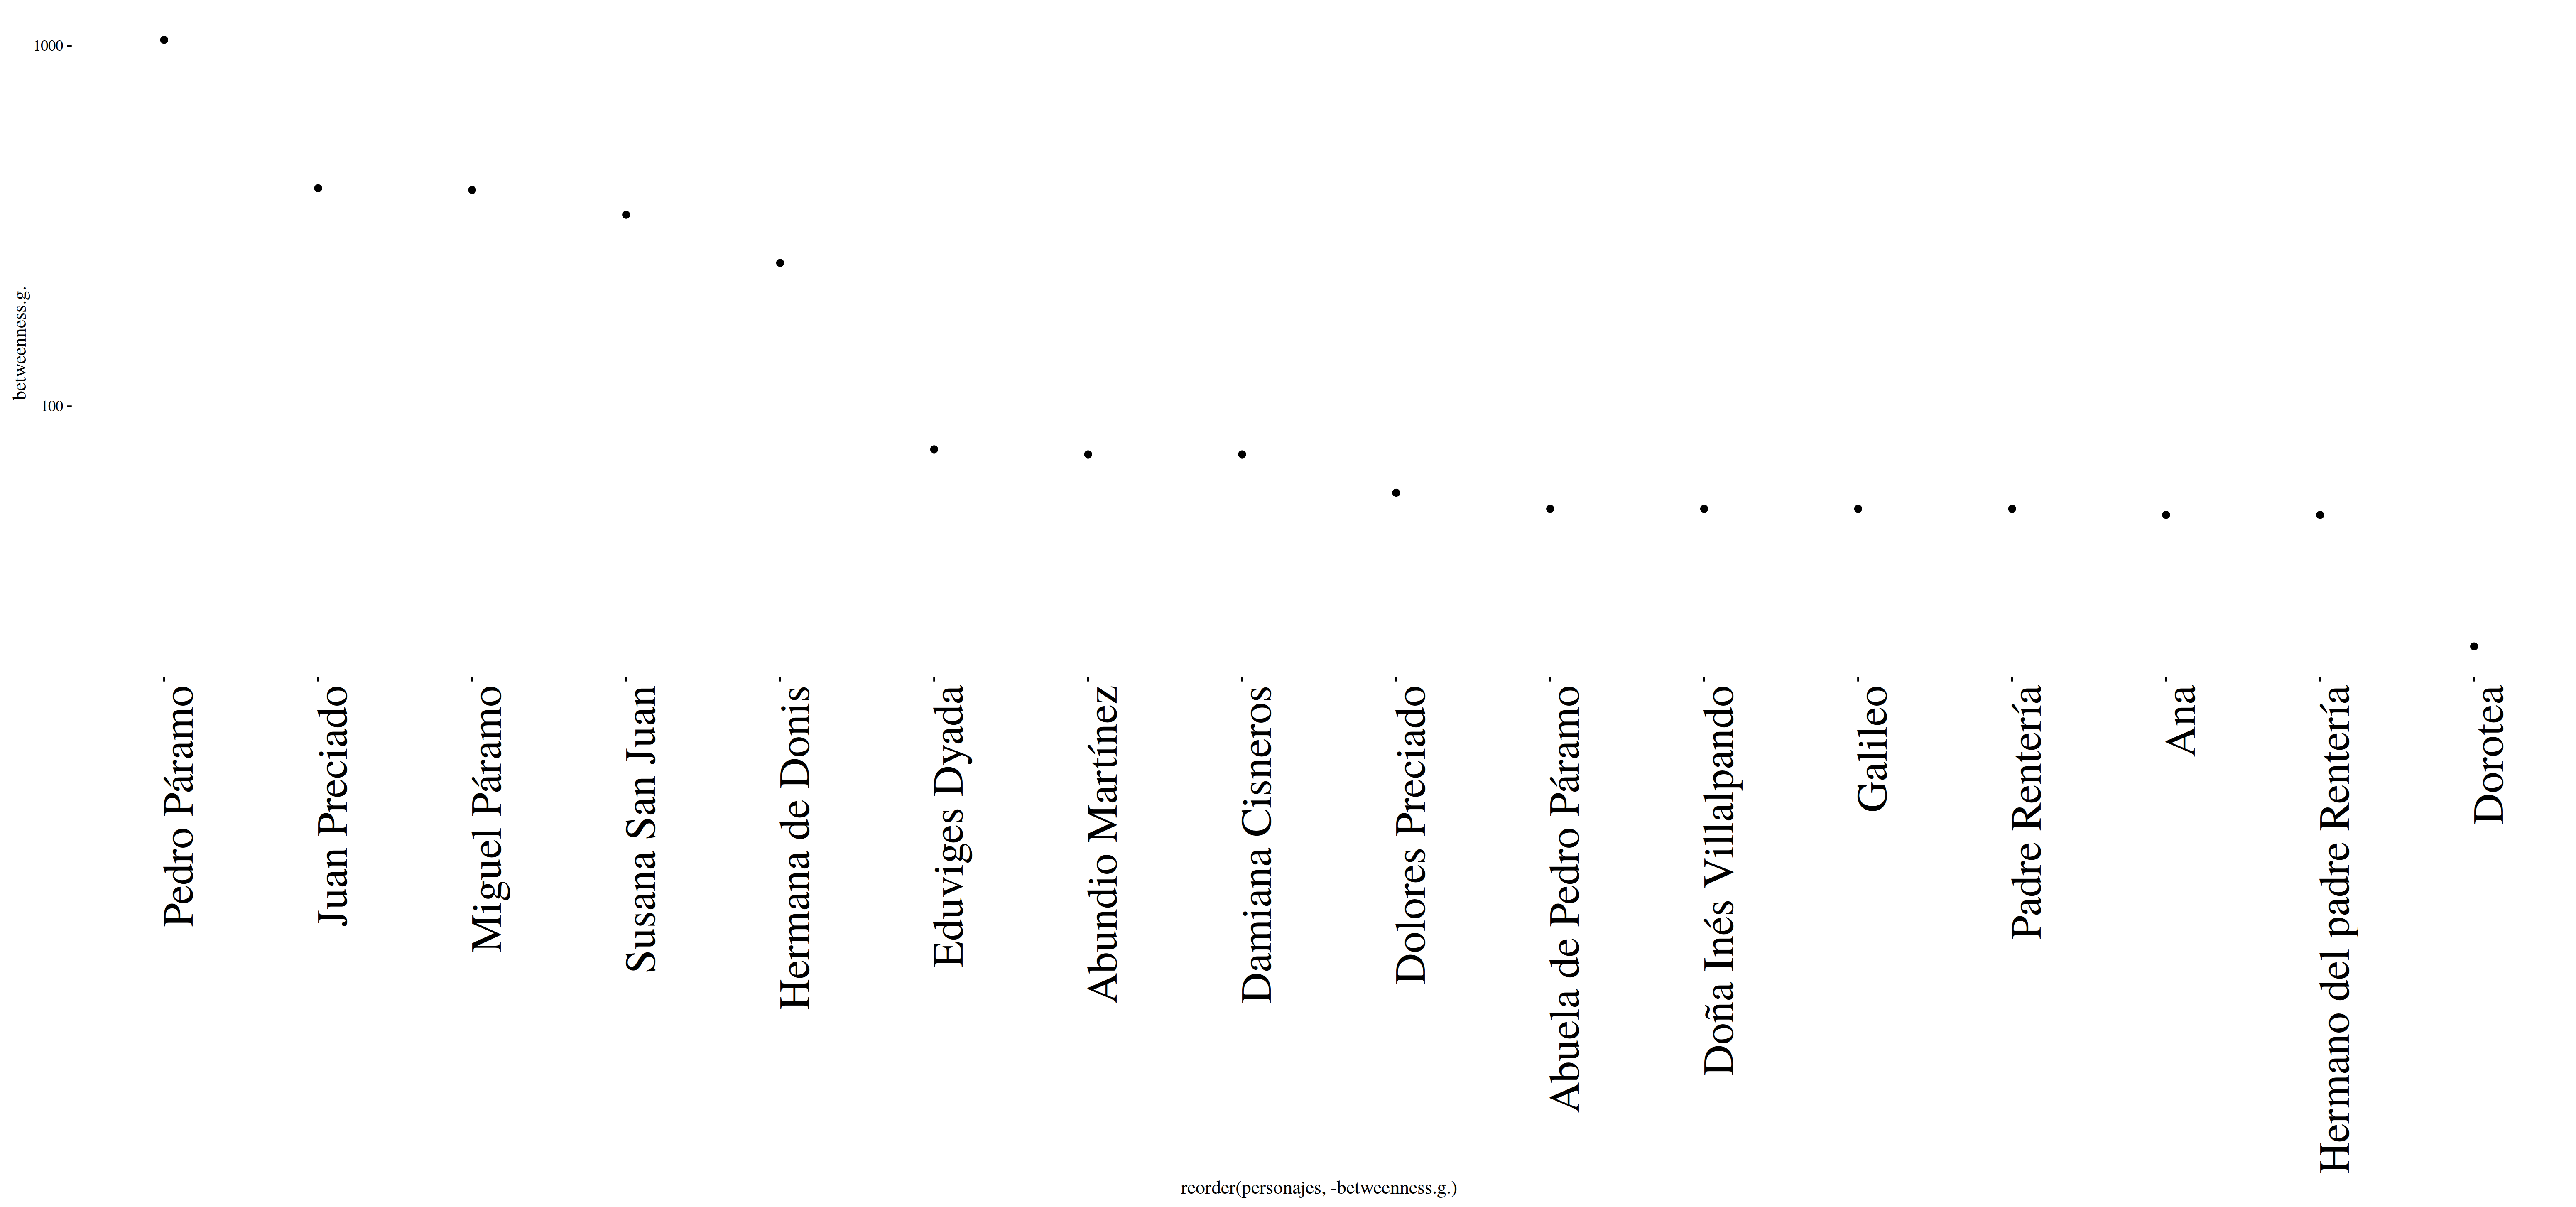 1000
100
betweenness.g.
Pedro Páramo
Juan Preciado
Miguel Páramo
Susana San Juan
Hermana de Donis
Eduviges Dyada
Abundio Martínez
Damiana Cisneros
Dolores Preciado
Abuela de Pedro Páramo
Doña Inés Villalpando
Galileo
Padre Rentería
Ana
Hermano del padre Rentería
Dorotea
reorder(personajes, -betweenness.g.)